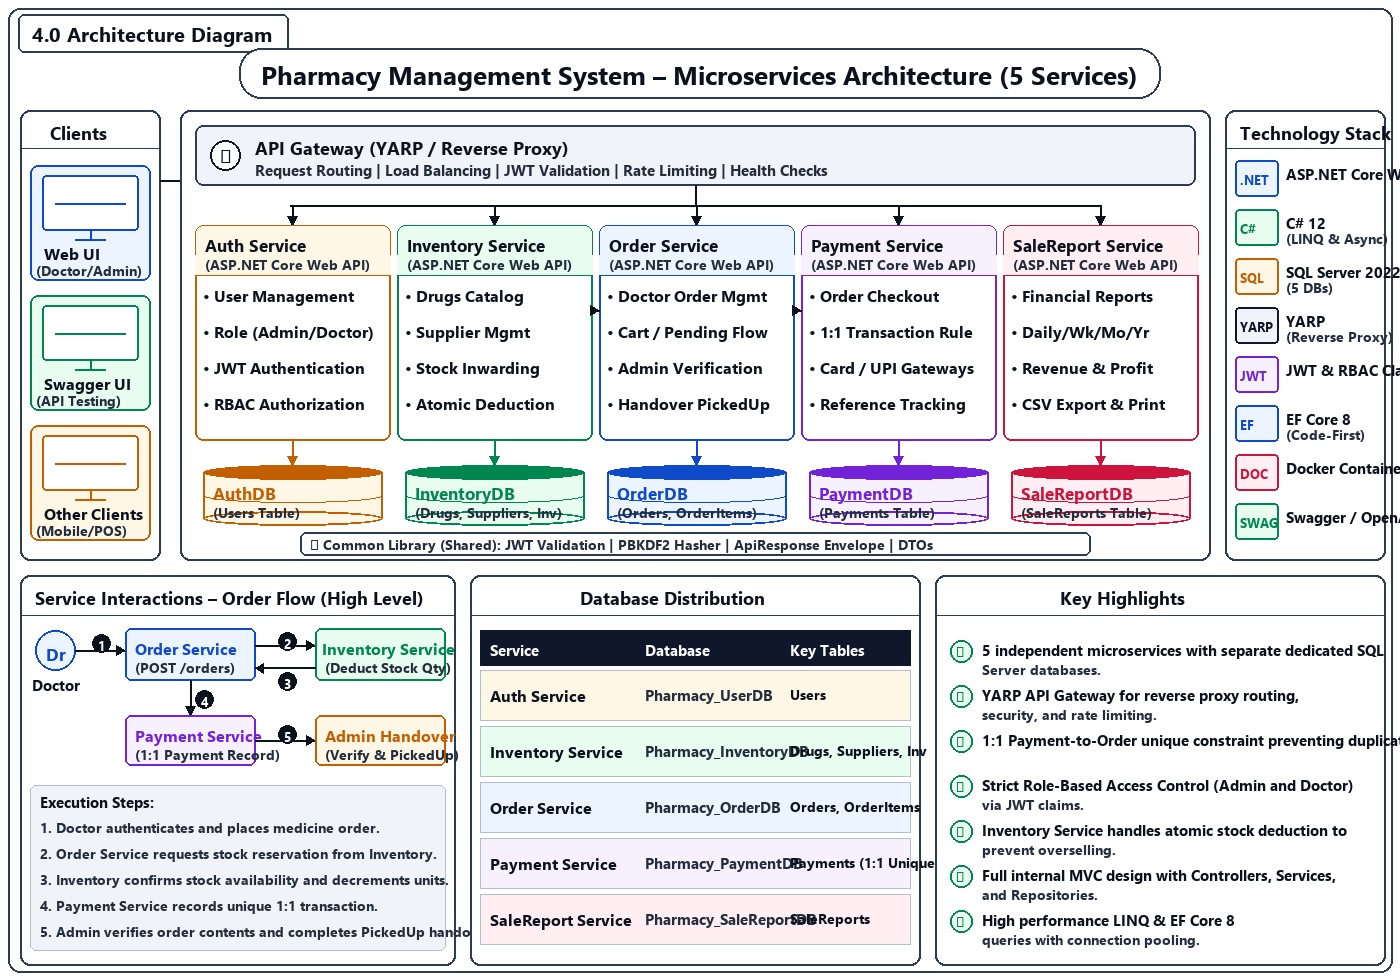 4.0 Architecture Diagram
Pharmacy Management System – Microservices Architecture (5 Services)
Clients
Web UI
(Doctor/Admin)
Swagger UI
(API Testing)
Other Clients
(Mobile/POS)
API Gateway (YARP / Reverse Proxy)
Request Routing | Load Balancing | JWT Validation | Rate Limiting | Health Checks
Auth Service
(ASP.NET Core Web API)
• User Management
• Role (Admin/Doctor)
• JWT Authentication
• RBAC Authorization
AuthDB
(Users Table)
Inventory Service
(ASP.NET Core Web API)
• Drugs Catalog
• Supplier Mgmt
• Stock Inwarding
• Atomic Deduction
InventoryDB
(Drugs, Suppliers, Inv)
Order Service
(ASP.NET Core Web API)
• Doctor Order Mgmt
• Cart / Pending Flow
• Admin Verification
• Handover PickedUp
OrderDB
(Orders, OrderItems)
Payment Service
(ASP.NET Core Web API)
• Order Checkout
• 1:1 Transaction Rule
• Card / UPI Gateways
• Reference Tracking
PaymentDB
(Payments Table)
SaleReport Service
(ASP.NET Core Web API)
• Financial Reports
• Daily/Wk/Mo/Yr
• Revenue & Profit
• CSV Export & Print
SaleReportDB
(SaleReports Table)
Common Library (Shared): JWT Validation | PBKDF2 Hasher | ApiResponse Envelope | DTOs
Technology Stack
.NET ASP.NET Core
C# C# 12
(LINQ & Async)
SQL SQL Server 2022
(5 DBs)
YARP YARP
(Reverse Proxy)
JWT JWT & RBAC
EF EF Core 8
(Code-First)
DOC Docker
SWAG Swagger /
Service Interactions – Order Flow (High Level)
Dr
Doctor
1
Order Service
(POST /orders)
2
3
Inventory Service
(Deduct Stock Qty)
4
Payment Service
(1:1 Payment Record)
5
Admin Handover
(Verify & PickedUp)
Execution Steps:
1. Doctor authenticates and places medicine order.
2. Order Service requests stock reservation from Inventory.
3. Inventory confirms stock availability and decrements units.
4. Payment Service records unique 1:1 transaction.
5. Admin verifies order contents and completes PickedUp
Database Distribution
Service Database Key Tables
Auth Service Pharmacy_UserDB Users
Inventory Service Pharmacy_InventoryDB Drugs, Suppliers, Inv
Order Service Pharmacy_OrderDB Orders, OrderItems
Payment Service Pharmacy_PaymentDB Payments (1:1 Unique
SaleReport Service Pharmacy_SaleReportDB SaleReports
Key Highlights
5 independent microservices with separate dedicated SQL
Server databases.
YARP API Gateway for reverse proxy routing,
security, and rate limiting.
1:1 Payment-to-Order unique constraint preventing
Strict Role-Based Access Control (Admin and Doctor)
via JWT claims.
Inventory Service handles atomic stock deduction to
prevent overselling.
Full internal MVC design with Controllers, Services,
and Repositories.
High performance LINQ & EF Core 8
queries with connection pooling.